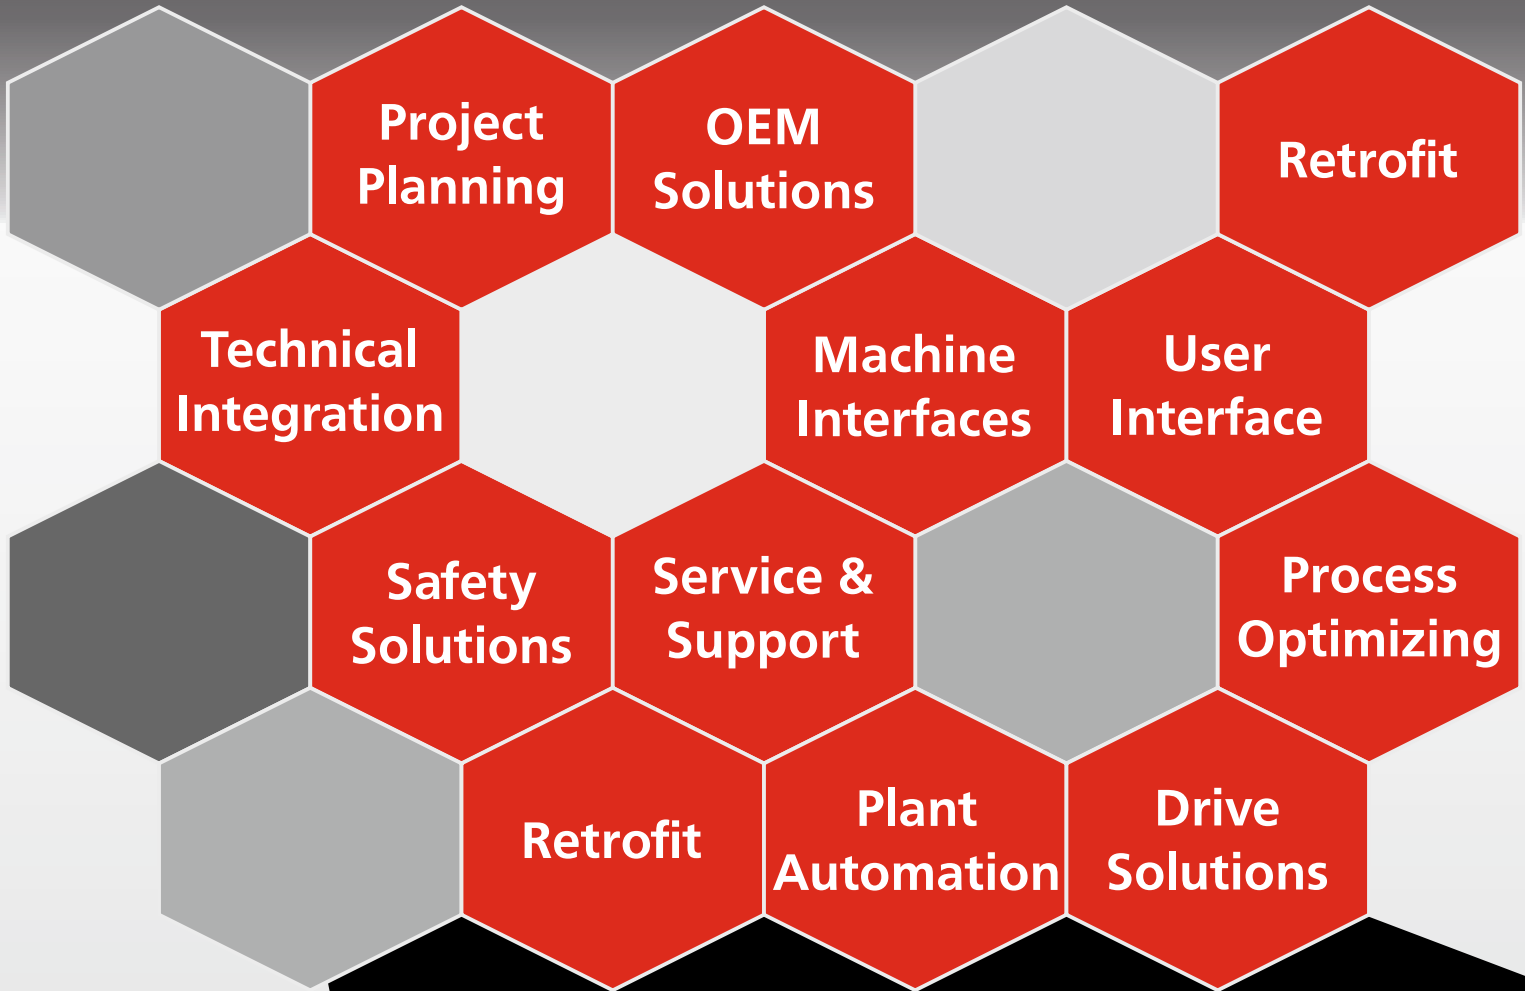 Project
Planning
OEM
Solutions
Retrofit
Technical
Integration
Machine
Interfaces
User
Interface
Safety
Solutions
Service &
Support
Process
Optimizing
Retrofit
Plant
Automation
Drive
Solutions